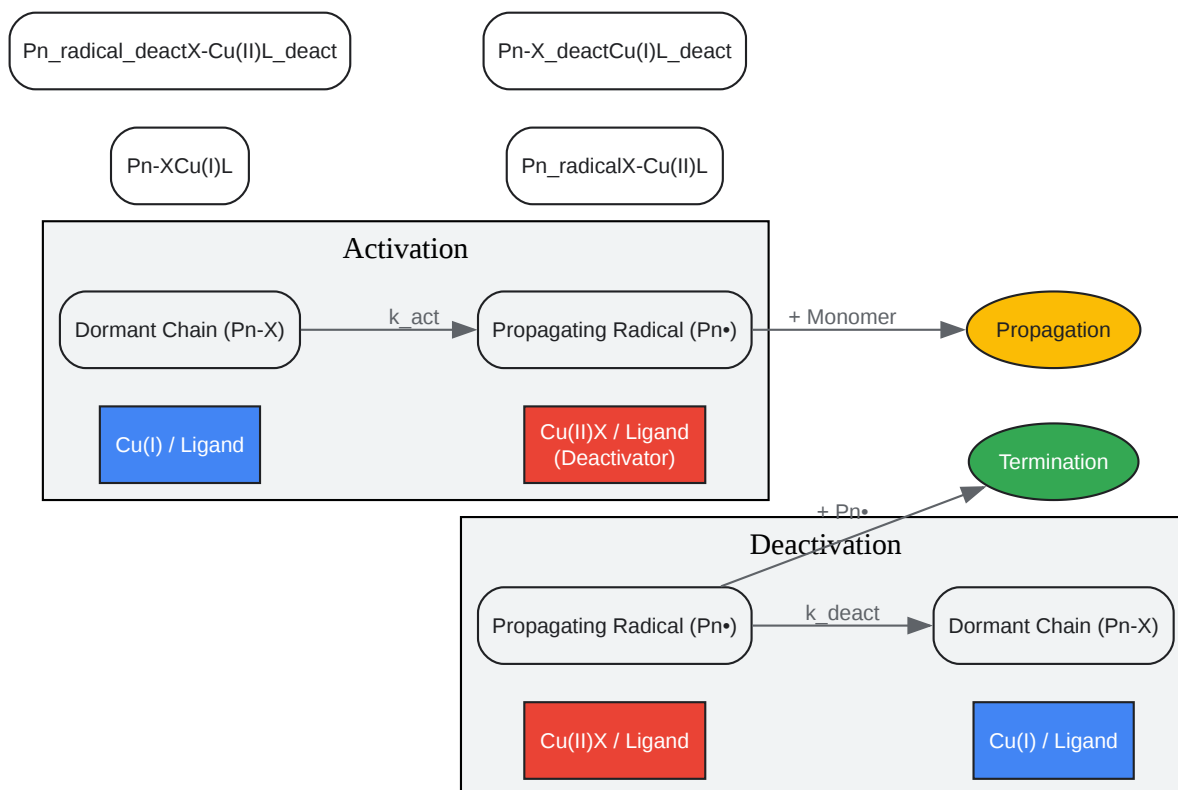 Pn_radical_deactX-Cu(II)L_deact
Pn-X_deactCu(I)L_deact
Pn-XCu(I)L
Pn_radicalX-Cu(II)L
Activation
Dormant Chain (Pn-X)
k_act
Propagating Radical (Pn•)
+ Monomer
Propagation
Cu(I) / Ligand
Cu(II)X / Ligand
(Deactivator)
Termination
+ Pn•
Deactivation
Propagating Radical (Pn•)
k_deact
Dormant Chain (Pn-X)
Cu(II)X / Ligand
Cu(I) / Ligand